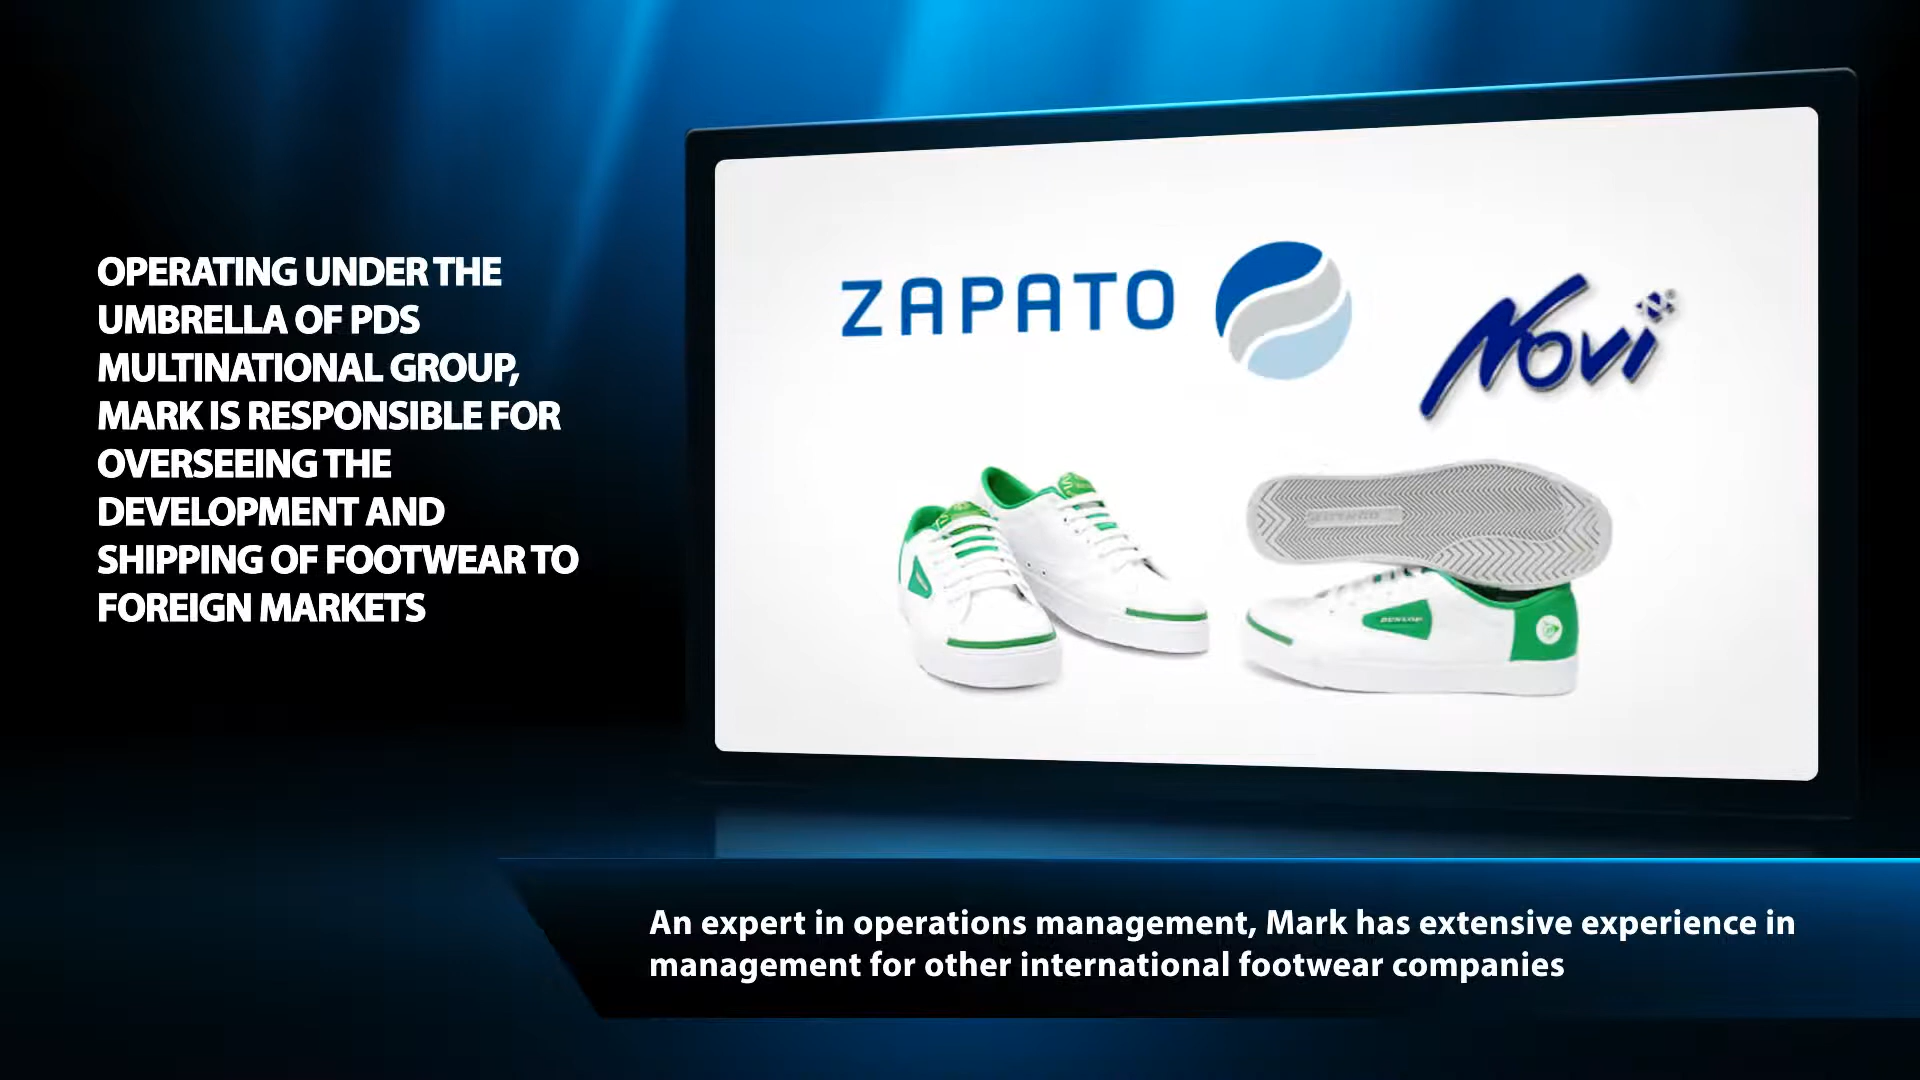 OPERATING UNDER THE
UMBRELLA OF PDS
MULTINATIONAL GROUP,
MARK IS RESPONSIBLE FOR
OVERSEEING THE
DEVELOPMENT AND
SHIPPING OF FOOTWEAR TO
FOREIGN MARKETS
ZAPATO
Novi
DUNLOP
An expert in operations management, Mark has extensive experience in
management for other international footwear companies